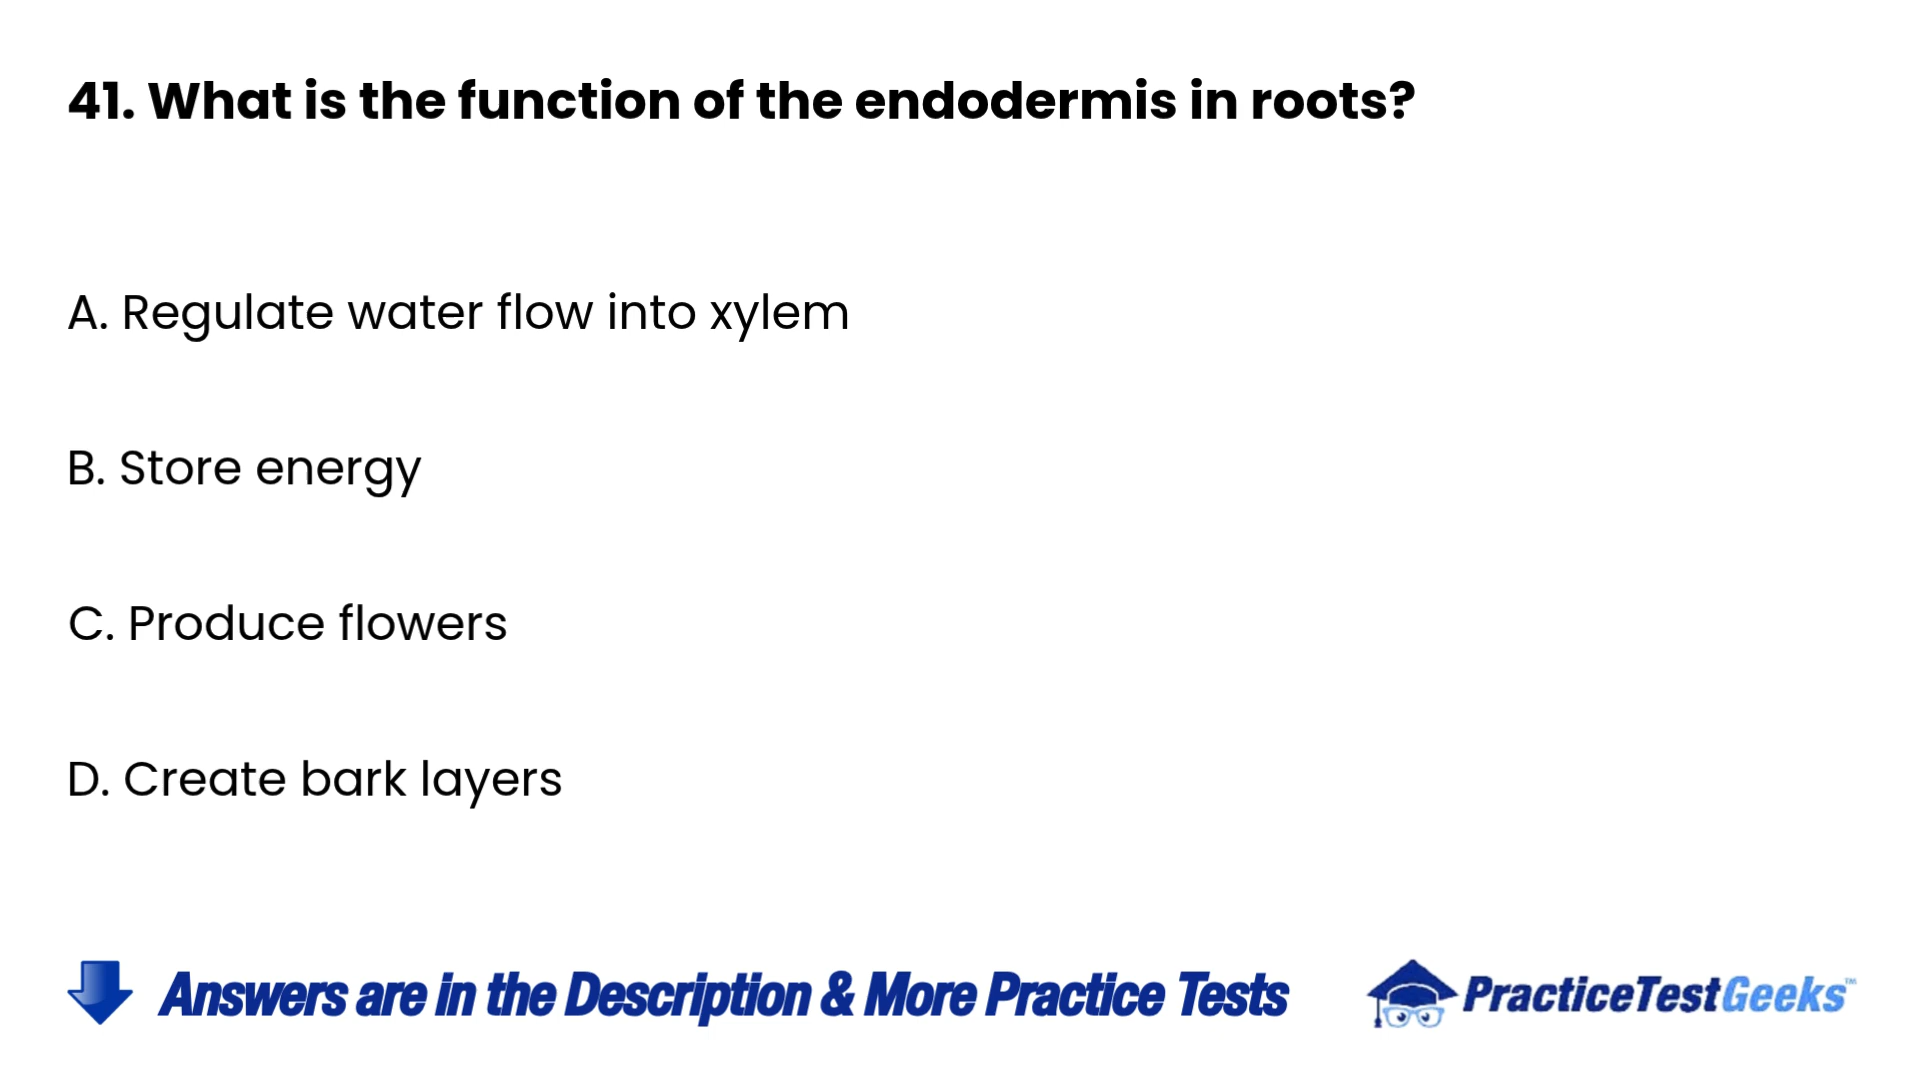 41. What is the function of the endodermis in roots?
A. Regulate water flow into xylem
B. Store energy
C. Produce flowers
D. Create bark layers
Answers are in the Description & More Practice Tests
PracticeTestGeeks™